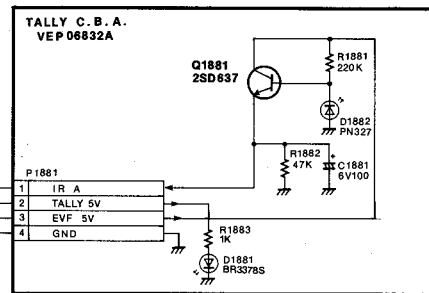 TALLY C.B.A.
VEP06832A
Q1881
2SD637
R1881
220K
D1882
PN327
R1882
47K
C1881
6V100
P1881
1 IR A
2 TALLY 5V
3 EVF 5V
4 GND
R1883
1K
D1881
BR3378S
+